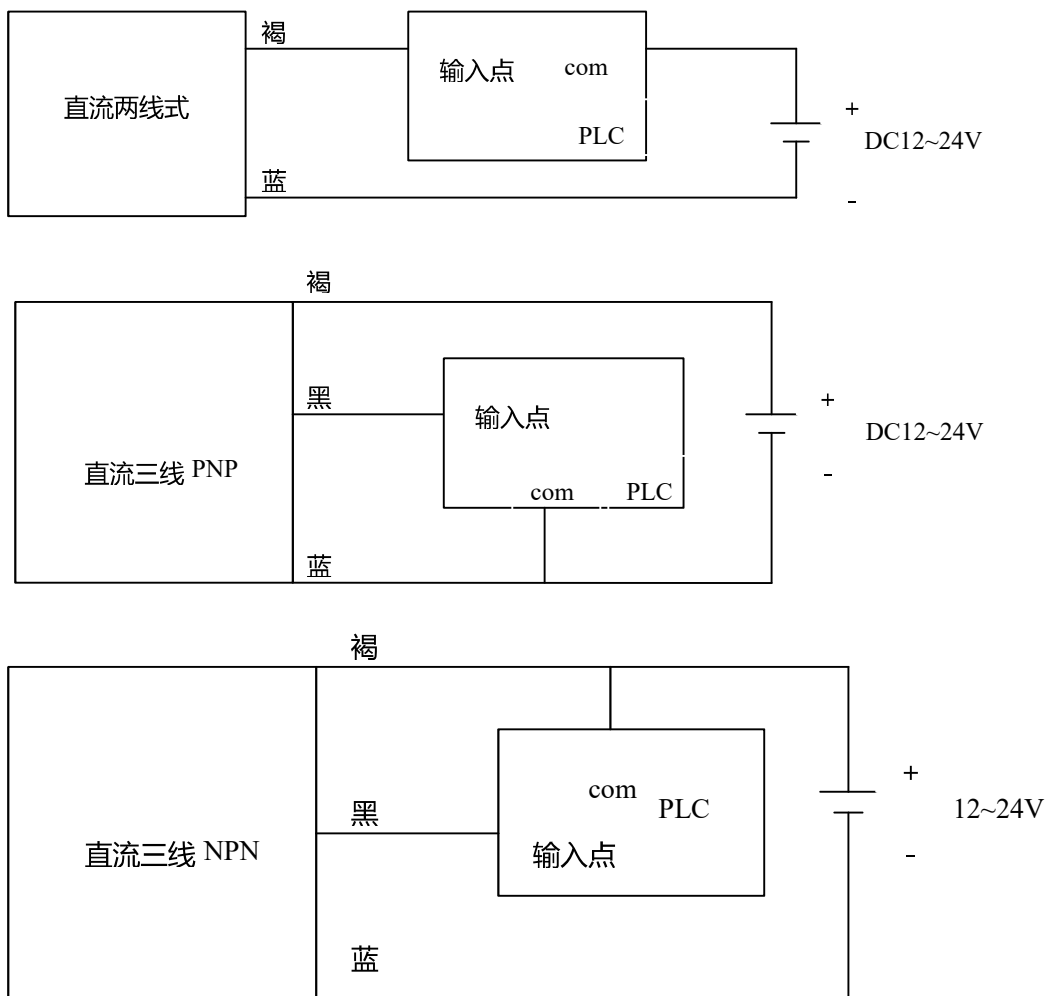 褐
输入点 com
直流两线式
+
PLC
DC12~24V
蓝
-
褐
黑
+
输入点
DC12~24V
直流三线 PNP
-
com PLC
蓝
褐
+
com
PLC
12~24V
黑
直流三线 NPN
输入点
-
蓝